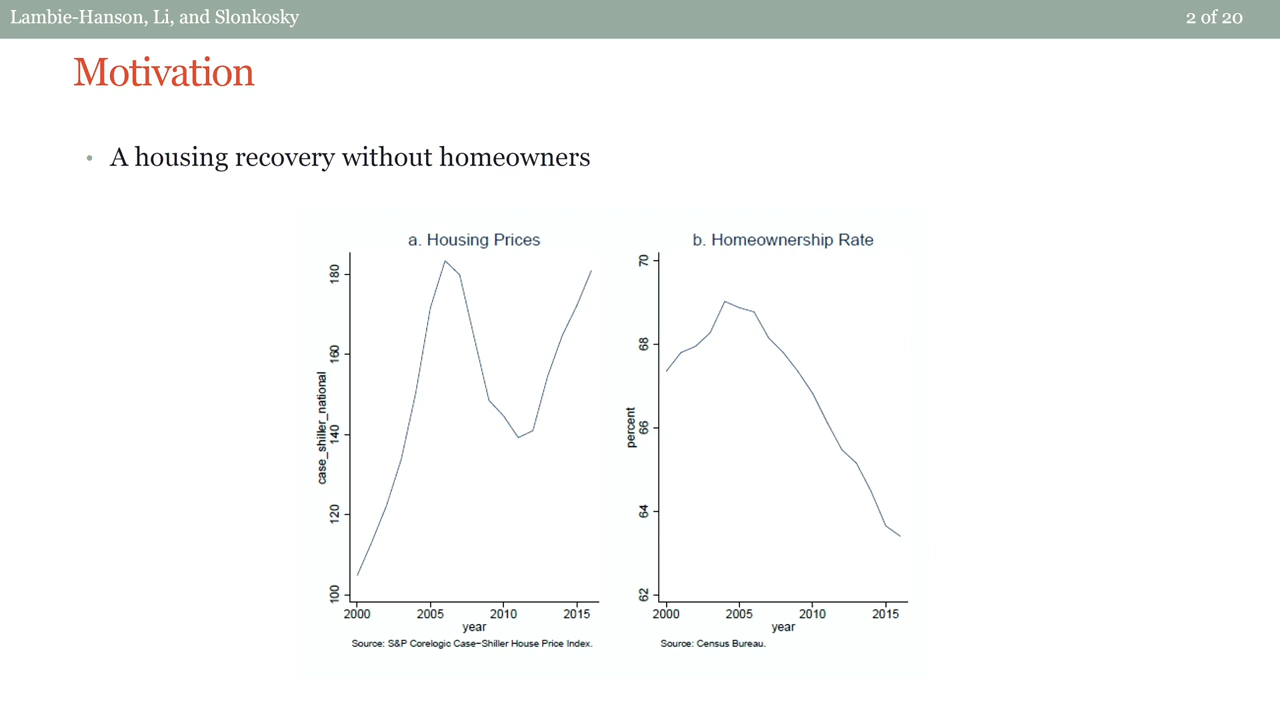 Lambie-Hanson, Li, and Slonkosky
2 of 20
Motivation
• A housing recovery without homeowners
a. Housing Prices
case_shiller_national
180
160
140
120
100
2000 2005 2010 2015
year
Source: S&P Corelogic Case−Shiller House Price Index.
b. Homeownership Rate
percent
70
68
66
64
62
2000 2005 2010 2015
year
Source: Census Bureau.